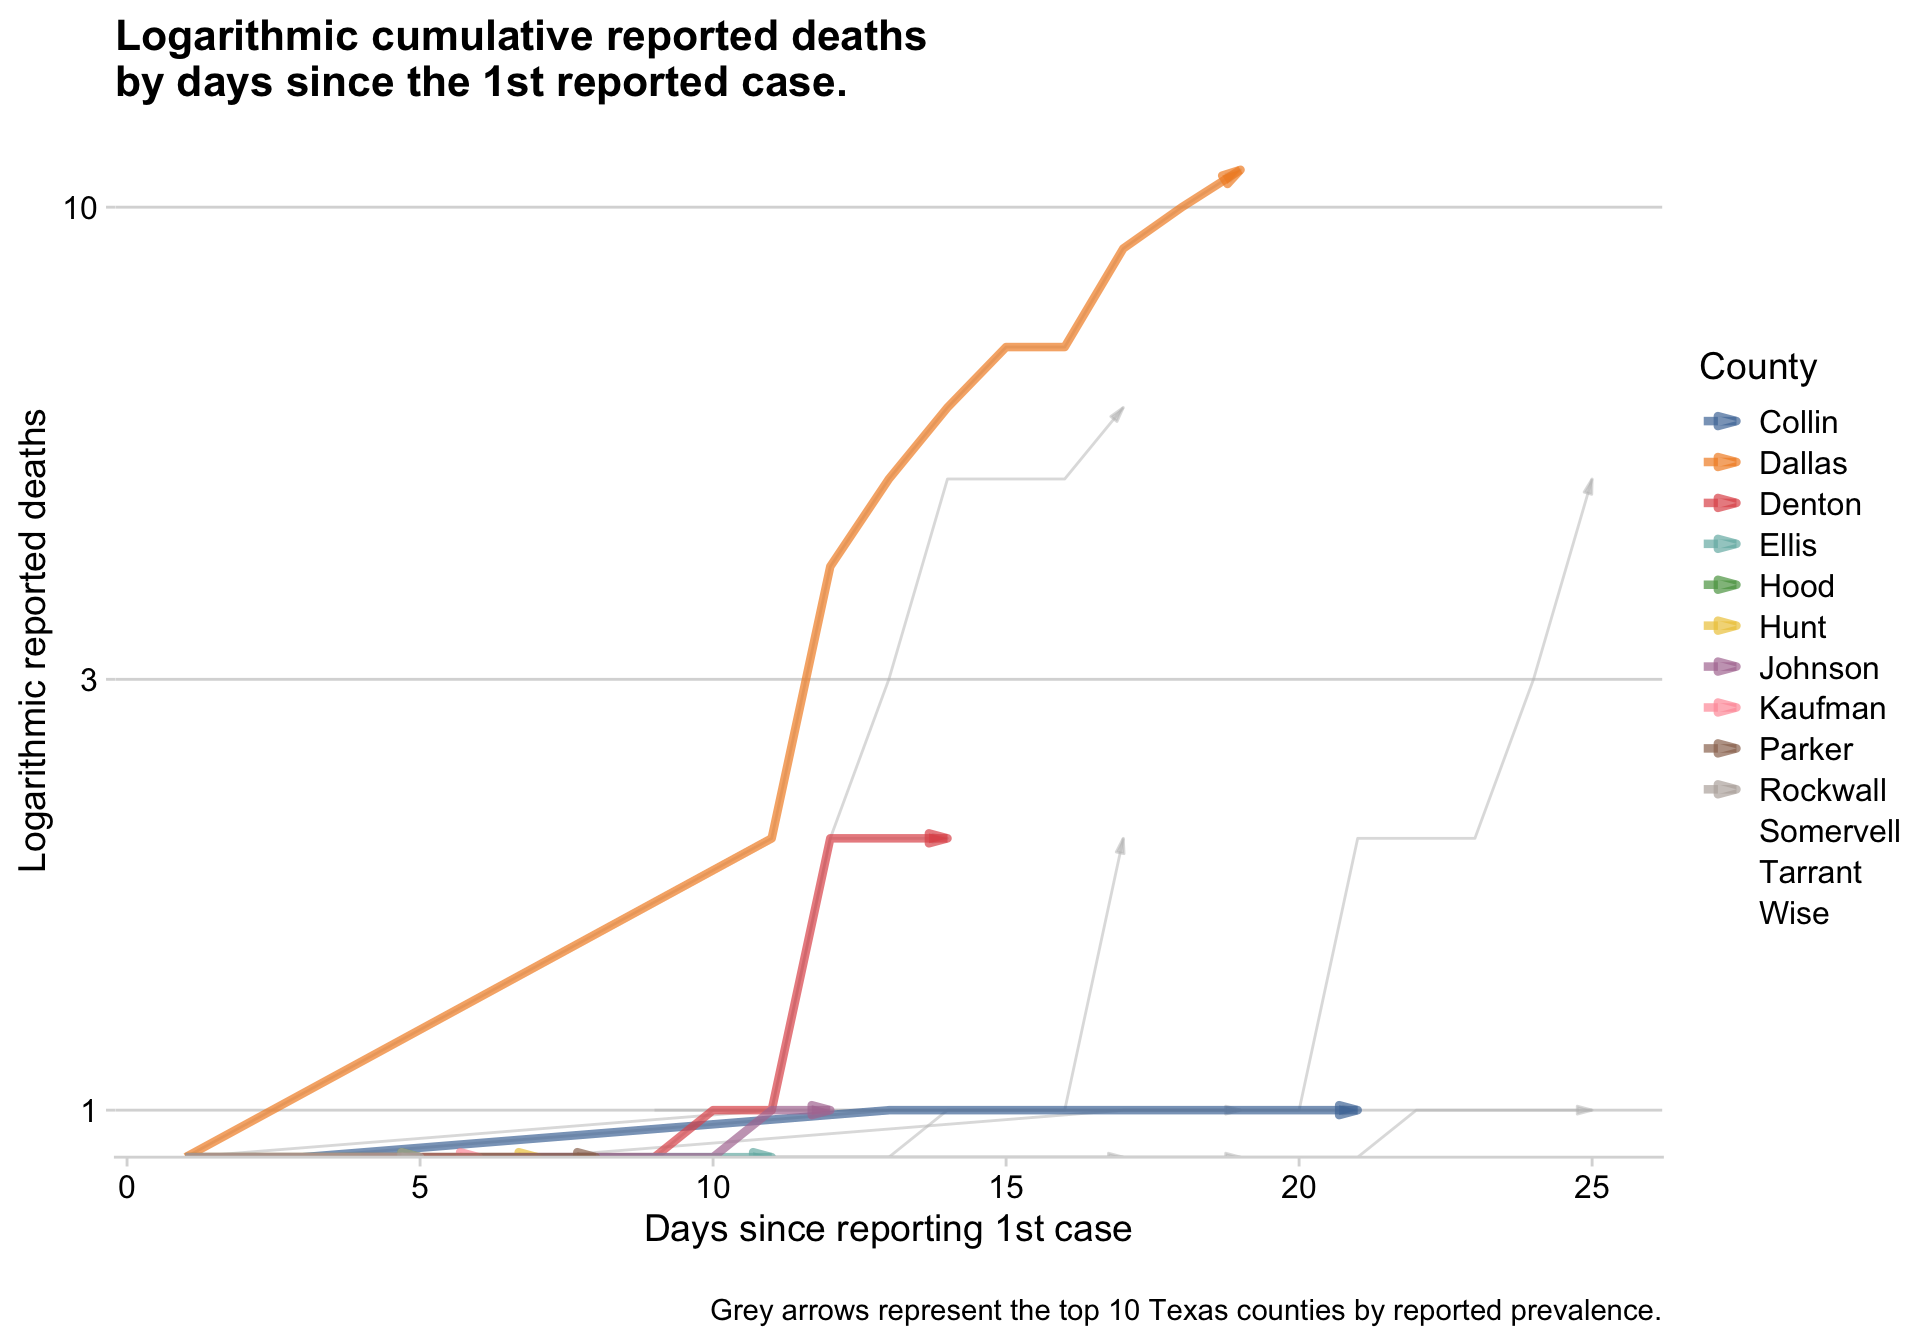 Logarithmic cumulative reported deaths
by days since the 1st reported case.
10
3
1
Logarithmic reported deaths
0 5 10 15 20 25
Days since reporting 1st case
County
Collin
Dallas
Denton
Ellis
Hood
Hunt
Johnson
Kaufman
Parker
Rockwall
Somervell
Tarrant
Wise
Grey arrows represent the top 10 Texas counties by reported prevalence.